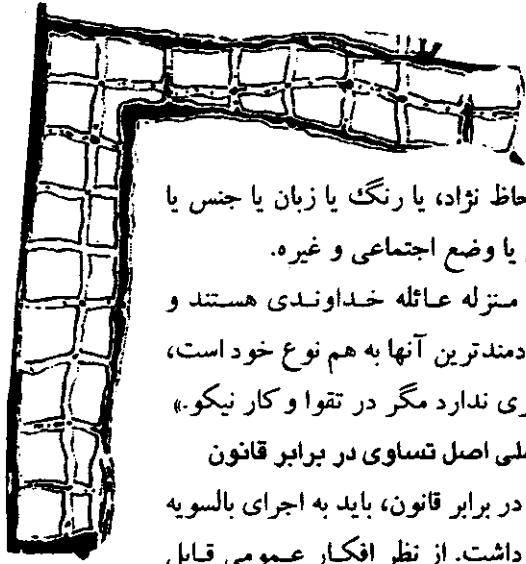 حاظ نژاد، یا رنگ یا زبان یا جنس یا
یا وضع اجتماعی و غیره.
منزله عائله خداوندی هستند و
دمندترین آنها به هم نوع خود است،
ری ندارد مگر در تقوا و کار نیکو.»
ملی اصل تساوی در برابر قانون
در برابر قانون، باید به اجرای بالسویه
داشت. از نظر افکار عمومی قابل